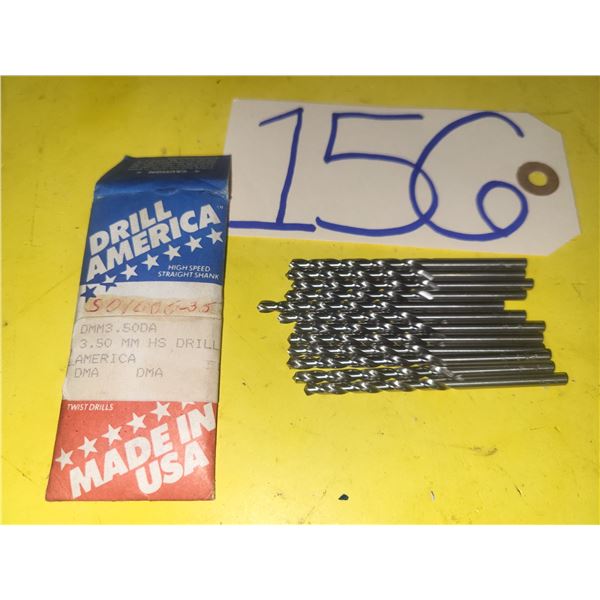 CAUTION
156
DRILL
AMERICA
HIGH SPEED
STRAIGHT SHANK
DMM3.50DA
3.50 MM HS DRILL
AMERICA
DMA DMA
TWIST DRILLS
MADE IN
USA